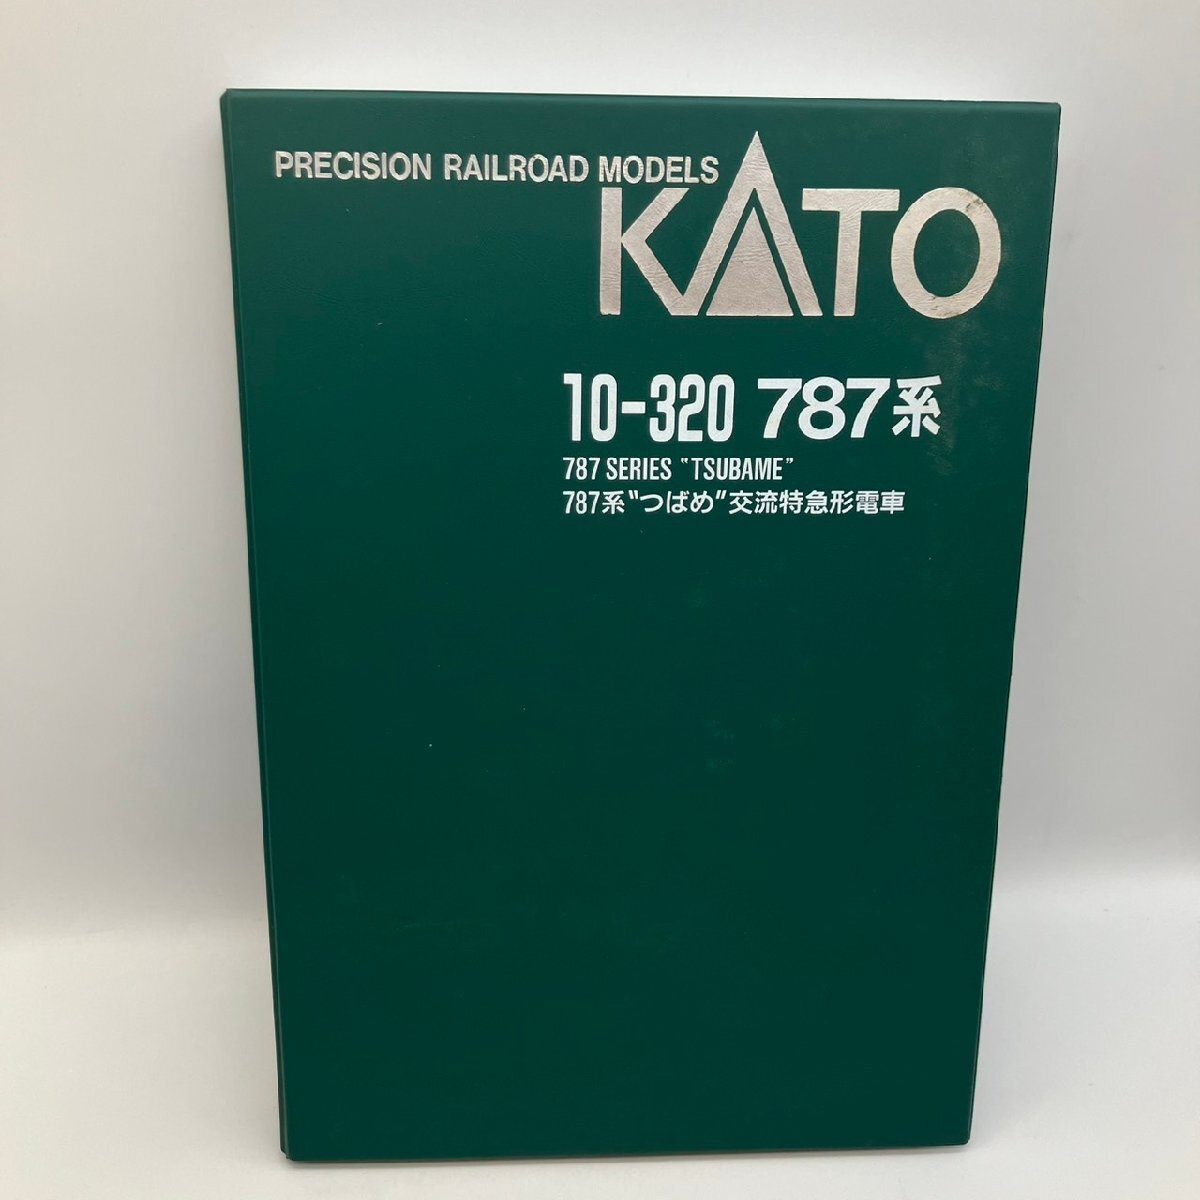 PRECISION RAILROAD MODELS
KATO
10-320 787系
787 SERIES "TSUBAME"
787系"つばめ"交流特急形電車